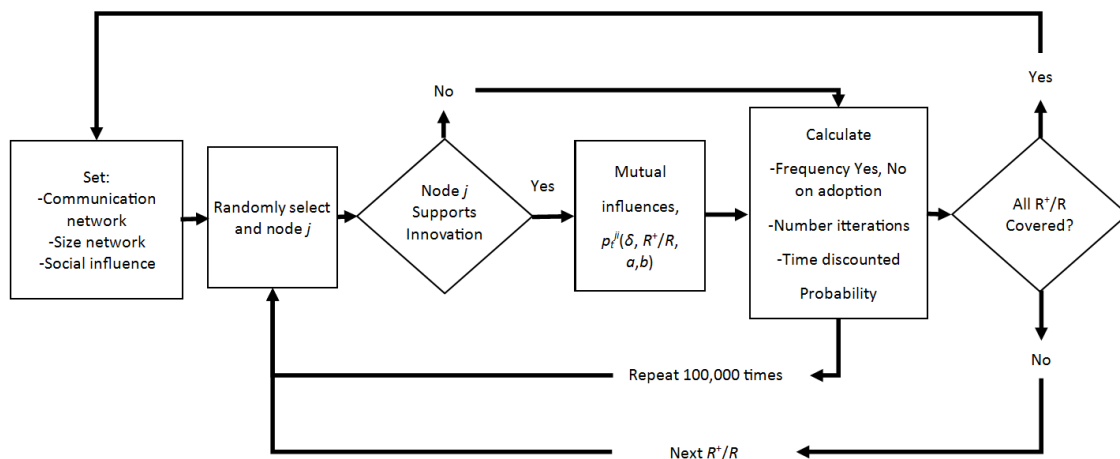 Set:
-Communication
network
-Size network
-Social influence
Randomly select
and node j
No
Node j
Supports
Innovation
Yes
Mutual
influences,
pₜʲⁱ(δ, R⁺/R,
a,b)
Calculate
-Frequency Yes, No
on adoption
-Number itterations
-Time discounted
Probability
Yes
All R⁺/R
Covered?
No
Repeat 100,000 times
Next R⁺/R